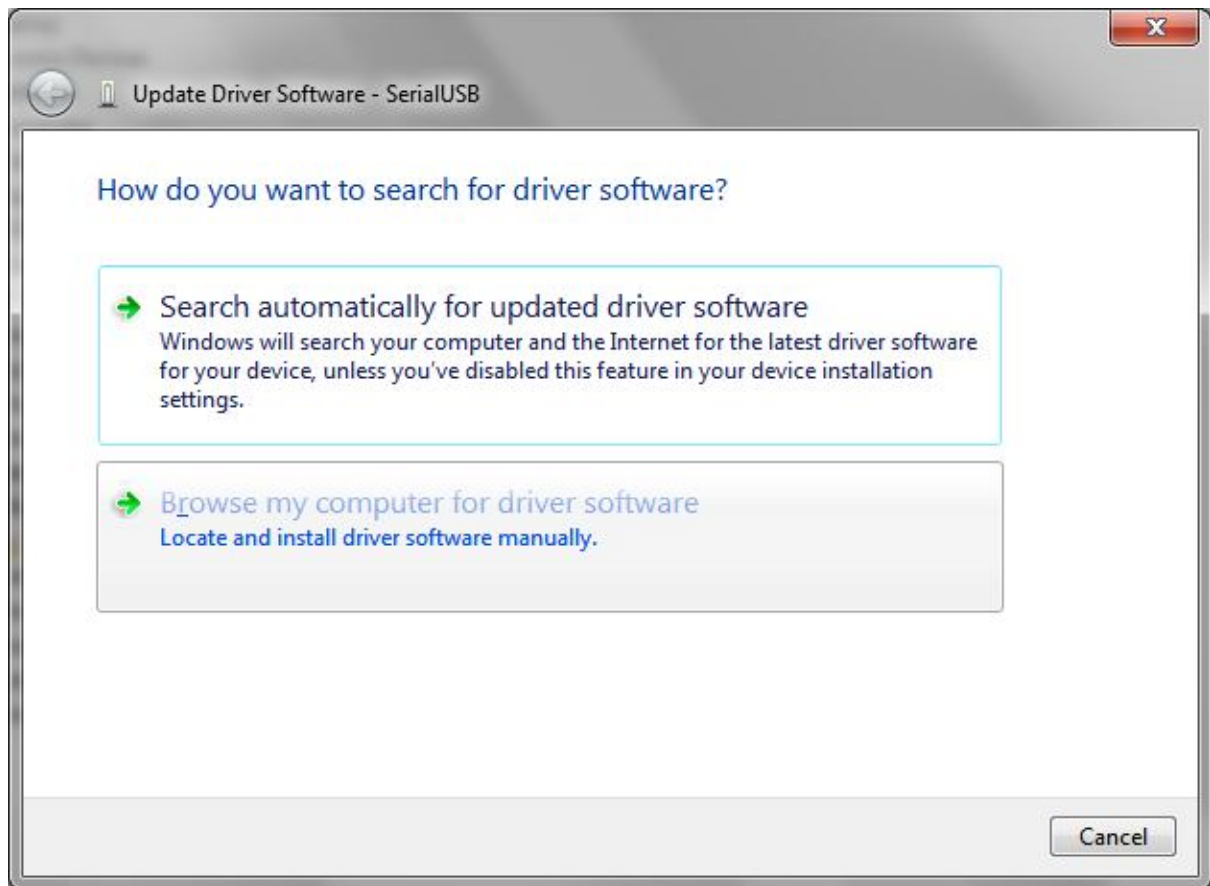 Update Driver Software - SerialUSB
How do you want to search for driver software?
Search automatically for updated driver software
Windows will search your computer and the Internet for the latest driver software
for your device, unless you've disabled this feature in your device installation
settings.
Browse my computer for driver software
Locate and install driver software manually.
Cancel